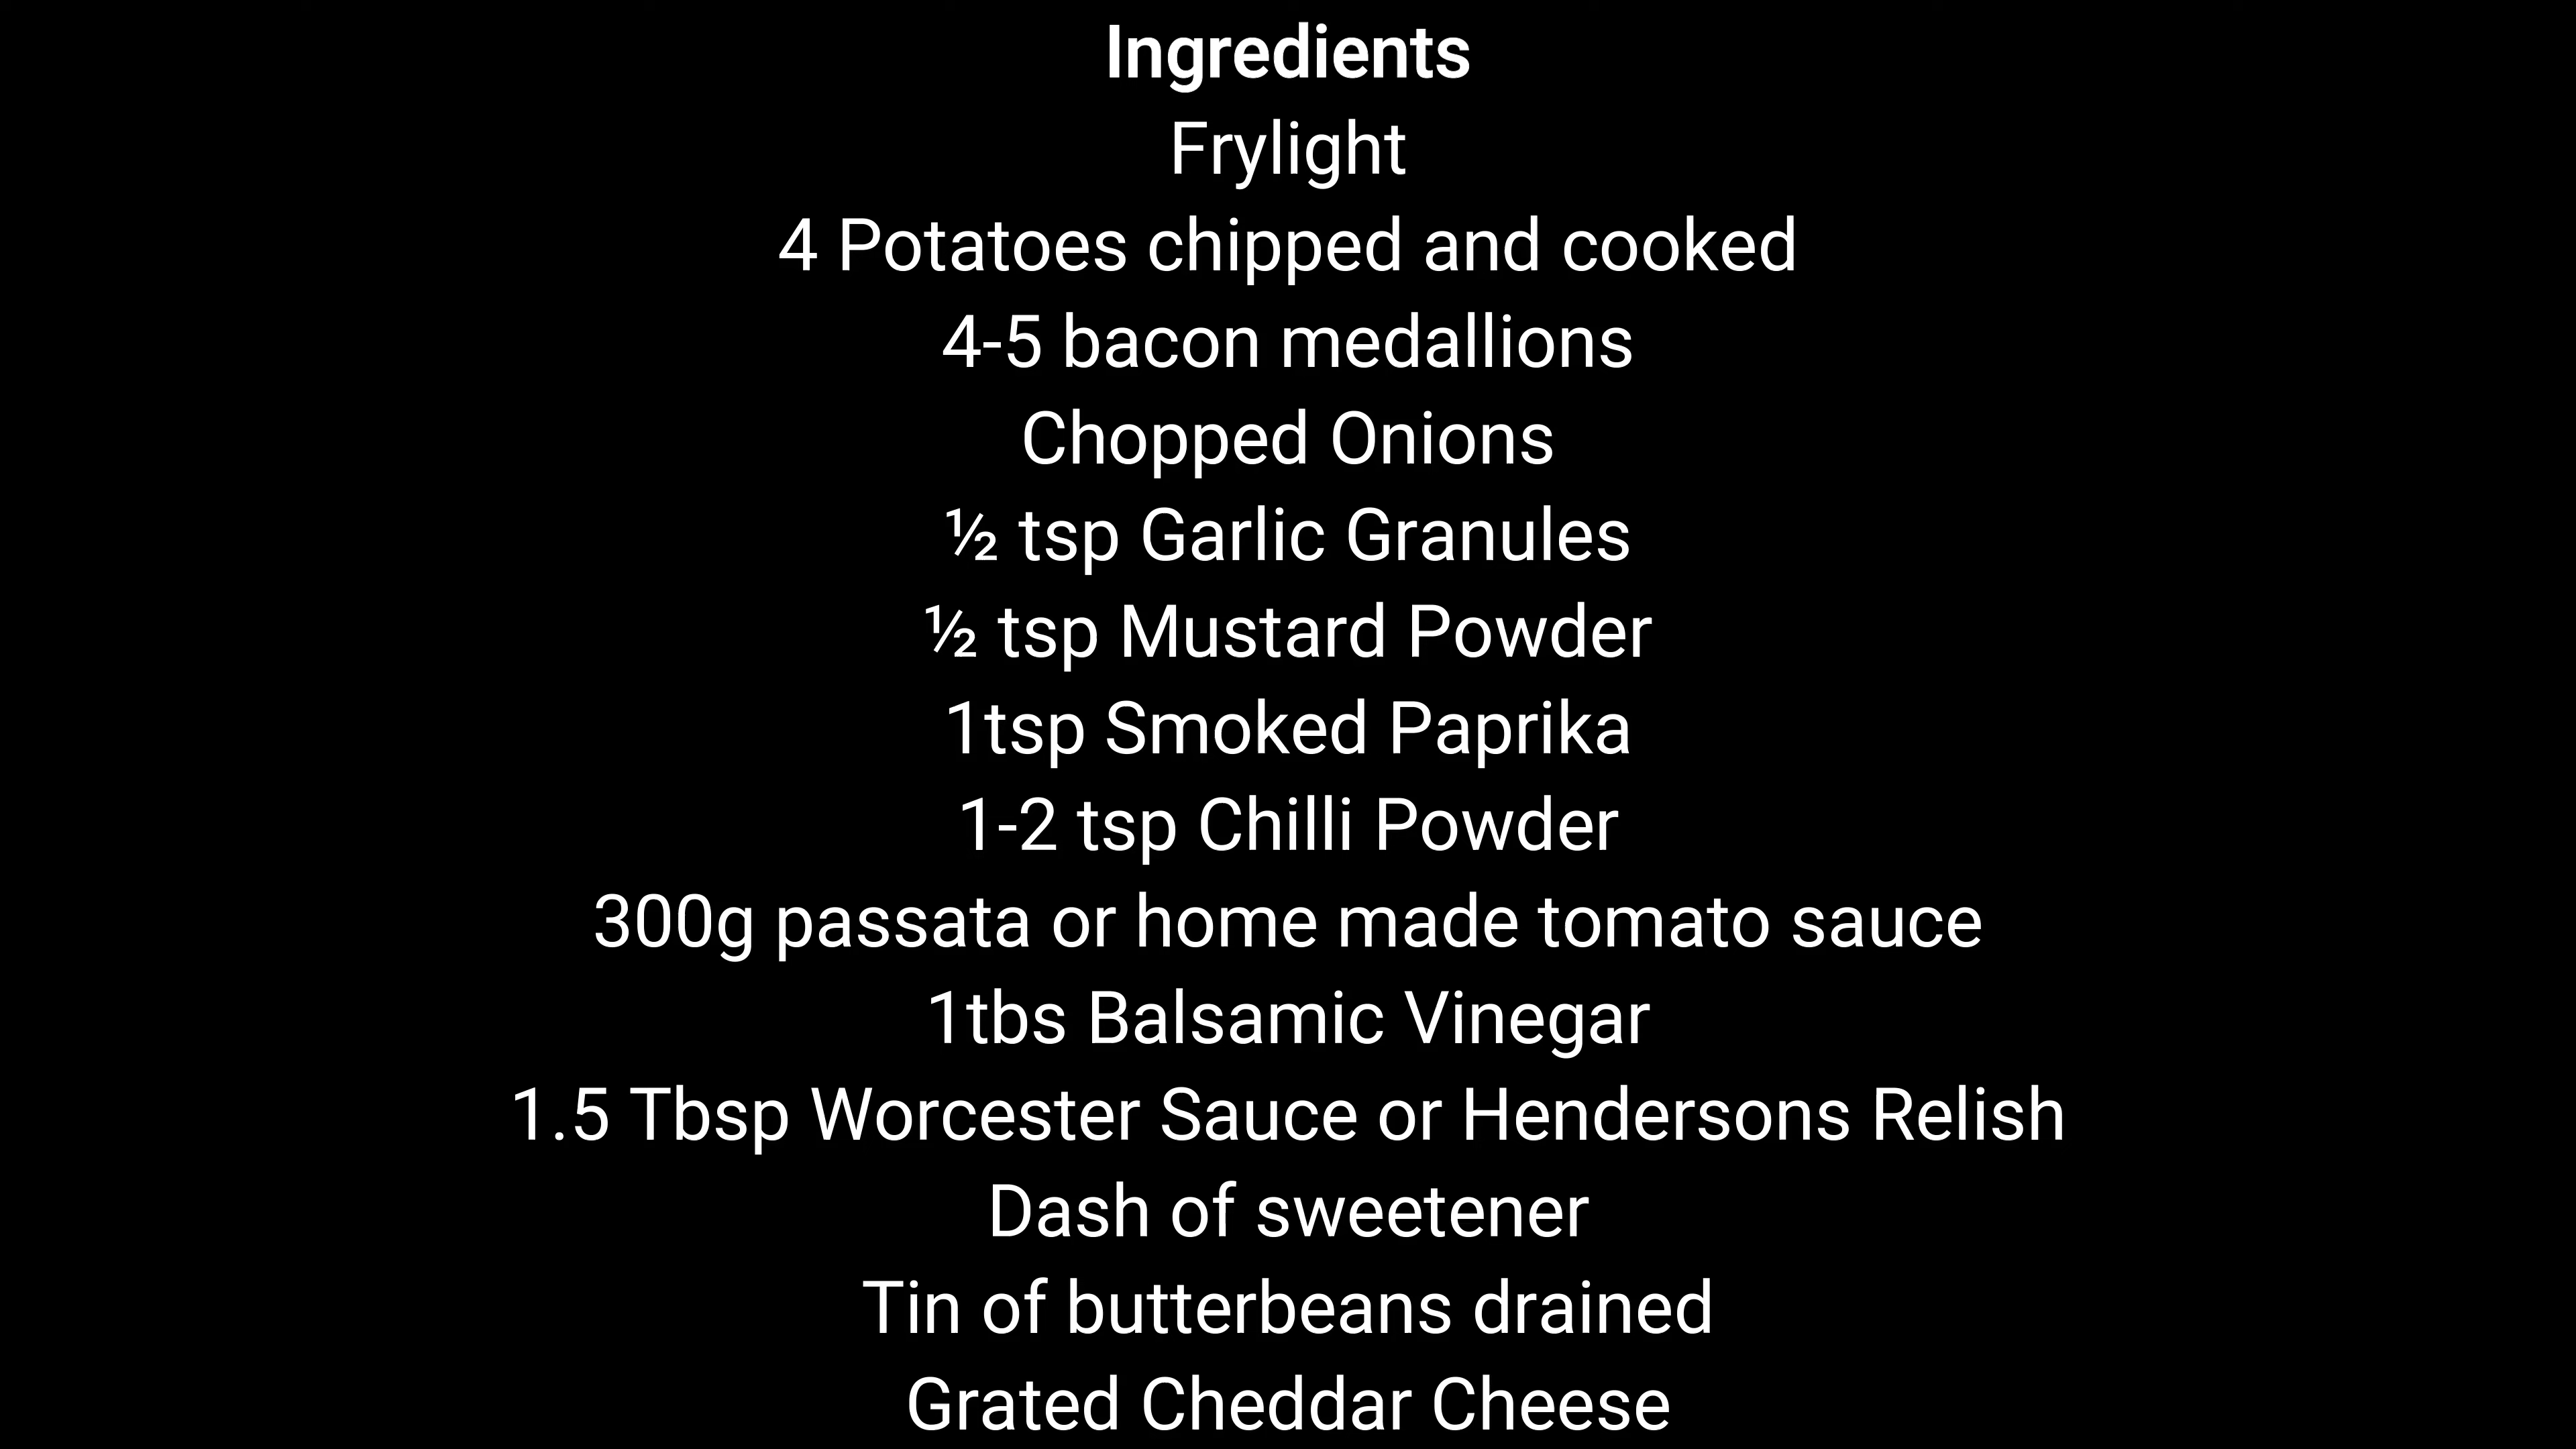 Ingredients
Frylight
4 Potatoes chipped and cooked
4-5 bacon medallions
Chopped Onions
½ tsp Garlic Granules
½ tsp Mustard Powder
1tsp Smoked Paprika
1-2 tsp Chilli Powder
300g passata or home made tomato sauce
1tbs Balsamic Vinegar
1.5 Tbsp Worcester Sauce or Hendersons Relish
Dash of sweetener
Tin of butterbeans drained
Grated Cheddar Cheese